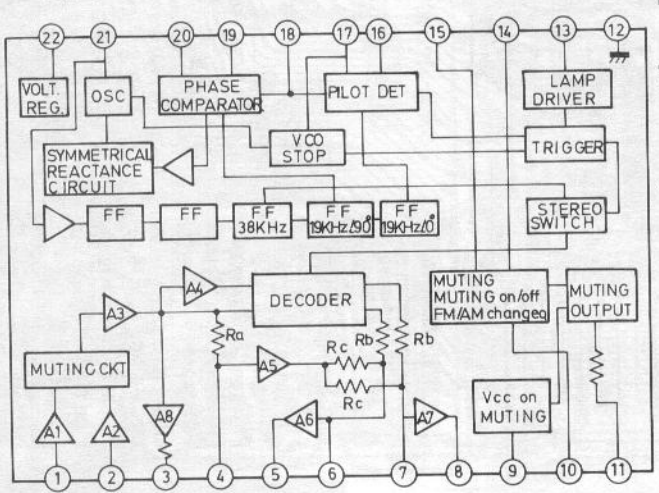 22 21 20 19 18 17 16 15 14 13 12
VOLT.
REG.
OSC
PHASE
COMPARATOR
PILOT DET
LAMP
DRIVER
VCO
STOP
TRIGGER
SYMMETRICAL
REACTANCE
CIRCUIT
FF
FF
FF
38KHz
FF
19KHz/90°
FF
19KHz/0°
STEREO
SWITCH
A4
DECODER
MUTING
MUTING on/off
FM/AM changeq
MUTING
OUTPUT
A3
Ra
Rb
Rb
MUTING CKT
A5
Rc
Rc
Vcc on
MUTING
A1
A2
A8
A6
A7
1 2 3 4 5 6 7 8 9 10 11